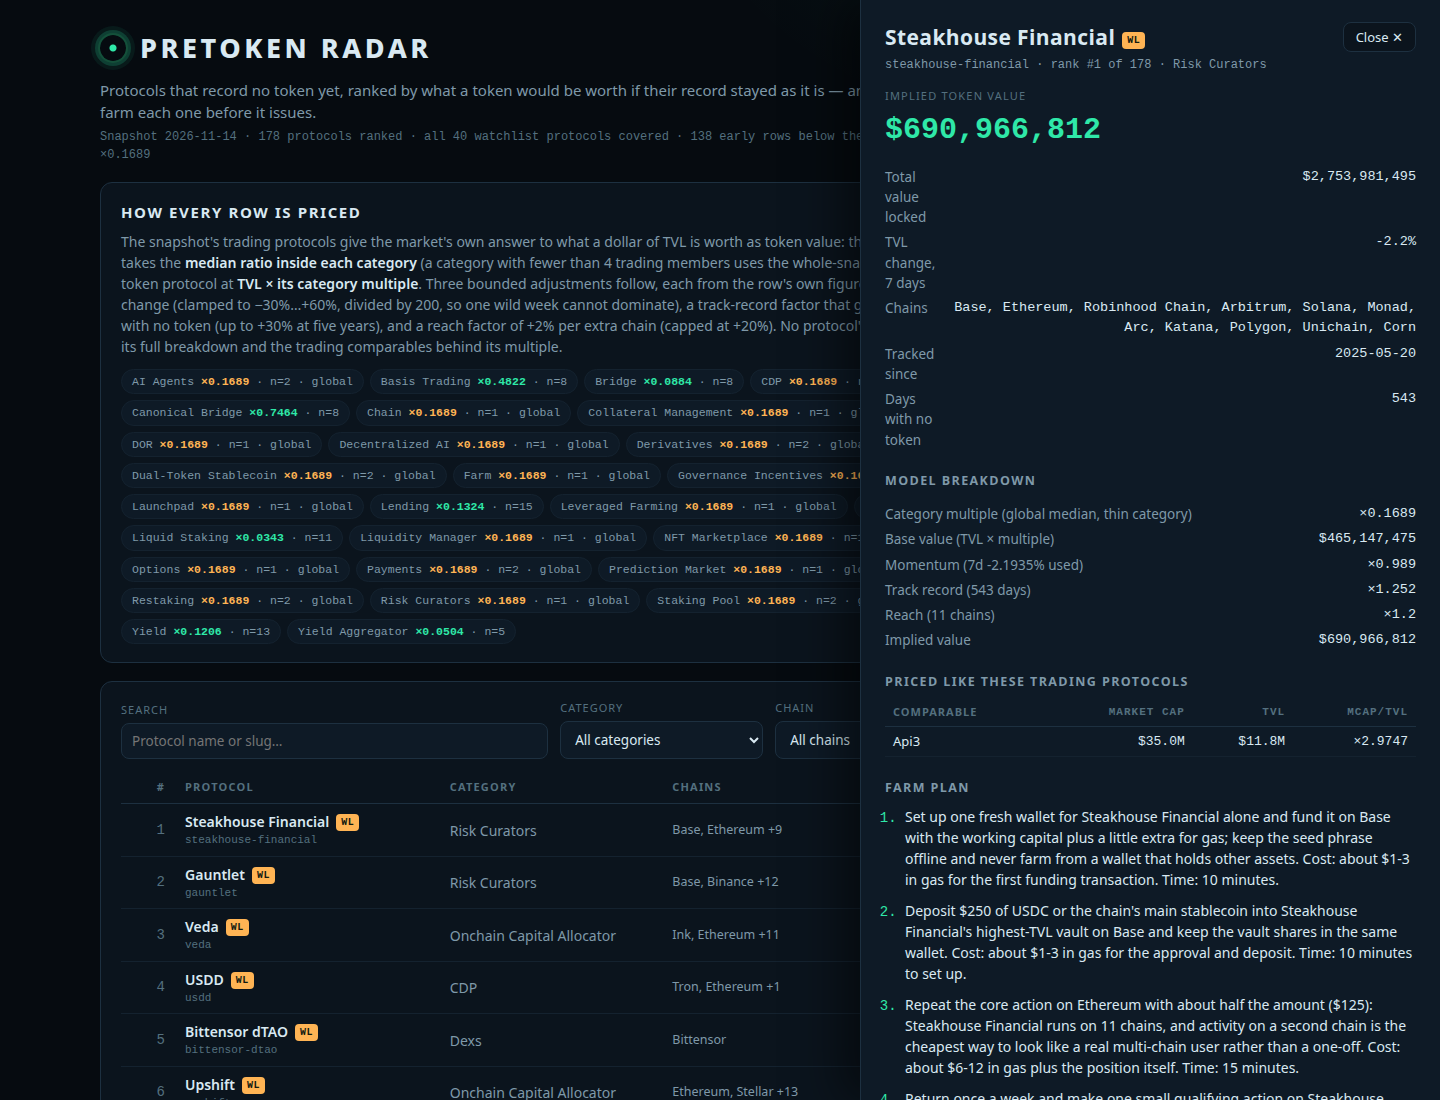 PRETOKEN RADAR
Protocols that record no token yet, ranked by what a token would be worth if their record stayed as it is —
farm each one before it issues.
Snapshot 2026-11-14 · 178 protocols ranked · all 40 watchlist protocols covered · 138 early rows below the
×0.1689
HOW EVERY ROW IS PRICED
The snapshot's trading protocols give the market's own answer to what a dollar of TVL is worth as token value:
takes the median ratio inside each category (a category with fewer than 4 trading members uses the
token protocol at TVL × its category multiple. Three bounded adjustments follow, each from the row's own
change (clamped to −30%…+60%, divided by 200, so one wild week cannot dominate), a track-record factor that
with no token (up to +30% at five years), and a reach factor of +2% per extra chain (capped at +20%). No
its full breakdown and the trading comparables behind its multiple.
AI Agents ×0.1689 · n=2 · global
Basis Trading ×0.4822 · n=8
Bridge ×0.0884 · n=8
CDP ×0.1689 ·
Canonical Bridge ×0.7464 · n=8
Chain ×0.1689 · n=1 · global
Collateral Management ×0.1689 · n=1 ·
DOR ×0.1689 · n=1 · global
Decentralized AI ×0.1689 · n=1 · global
Derivatives ×0.1689 · n=2 ·
Dual-Token Stablecoin ×0.1689 · n=2 · global
Farm ×0.1689 · n=1 · global
Governance Incentives
Launchpad ×0.1689 · n=1 · global
Lending ×0.1324 · n=15
Leveraged Farming ×0.1689 · n=1 · global
Liquid Staking ×0.0343 · n=11
Liquidity Manager ×0.1689 · n=1 · global
NFT Marketplace ×0.1689 ·
Options ×0.1689 · n=1 · global
Payments ×0.1689 · n=2 · global
Prediction Market ×0.1689 · n=1 ·
Restaking ×0.1689 · n=2 · global
Risk Curators ×0.1689 · n=1 · global
Staking Pool ×0.1689 · n=2 ·
Yield ×0.1206 · n=13
Yield Aggregator ×0.0504 · n=5
SEARCH
CATEGORY
CHAIN
Protocol name or slug…
All categories
All chains
# PROTOCOL CATEGORY CHAINS
1 Steakhouse Financial WL Risk Curators Base, Ethereum +9
steakhouse-financial
2 Gauntlet WL Risk Curators Base, Binance +12
gauntlet
3 Veda WL Onchain Capital Allocator Ink, Ethereum +11
veda
4 USDD WL CDP Tron, Ethereum +1
usdd
5 Bittensor dTAO WL Dexs Bittensor
bittensor-dtao
6 Upshift WL Onchain Capital Allocator Ethereum, Stellar +13
Steakhouse Financial WL
Close ✕
steakhouse-financial · rank #1 of 178 · Risk Curators
IMPLIED TOKEN VALUE
$690,966,812
Total value locked $2,753,981,495
TVL change, 7 days -2.2%
Chains Base, Ethereum, Robinhood Chain, Arbitrum, Solana, Monad,
Arc, Katana, Polygon, Unichain, Corn
Tracked since 2025-05-20
Days with no token 543
MODEL BREAKDOWN
Category multiple (global median, thin category) ×0.1689
Base value (TVL × multiple) $465,147,475
Momentum (7d -2.1935% used) ×0.989
Track record (543 days) ×1.252
Reach (11 chains) ×1.2
Implied value $690,966,812
PRICED LIKE THESE TRADING PROTOCOLS
COMPARABLE MARKET CAP TVL MCAP/TVL
Api3 $35.0M $11.8M ×2.9747
FARM PLAN
1. Set up one fresh wallet for Steakhouse Financial alone and fund it on Base
with the working capital plus a little extra for gas; keep the seed phrase
offline and never farm from a wallet that holds other assets. Cost: about $1-3
in gas for the first funding transaction. Time: 10 minutes.
2. Deposit $250 of USDC or the chain's main stablecoin into Steakhouse
Financial's highest-TVL vault on Base and keep the vault shares in the same
wallet. Cost: about $1-3 in gas for the approval and deposit. Time: 10 minutes
to set up.
3. Repeat the core action on Ethereum with about half the amount ($125):
Steakhouse Financial runs on 11 chains, and activity on a second chain is the
cheapest way to look like a real multi-chain user rather than a one-off. Cost:
about $6-12 in gas plus the position itself. Time: 15 minutes.
4. Return once a week and make one small qualifying action on Steakhouse